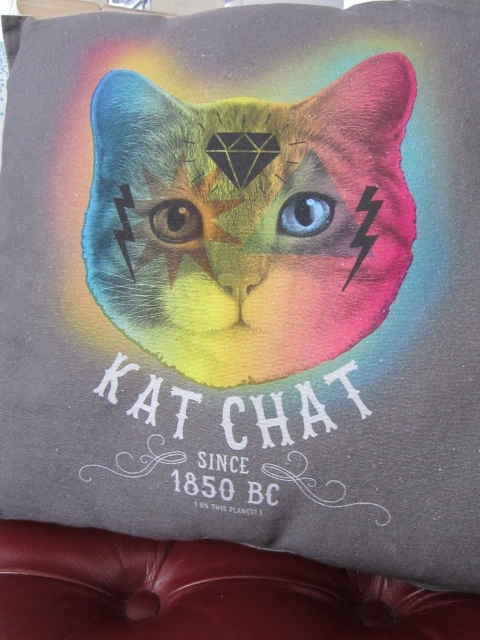 KAT CHAT
SINCE
1850 BC
( ON THIS PLANET! )